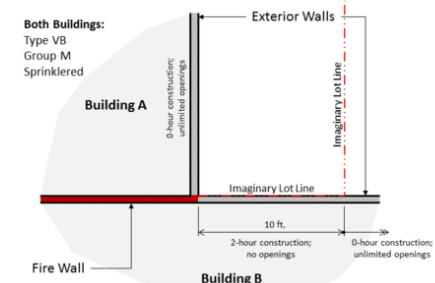 Both Buildings:
Type VB
Group M
Sprinklered
Exterior Walls
Building A
0-hour construction;
unlimited openings
Imaginary Lot Line
Imaginary Lot Line
10 ft.
2-hour construction;
no openings
0-hour construction;
unlimited openings
Fire Wall
Building B